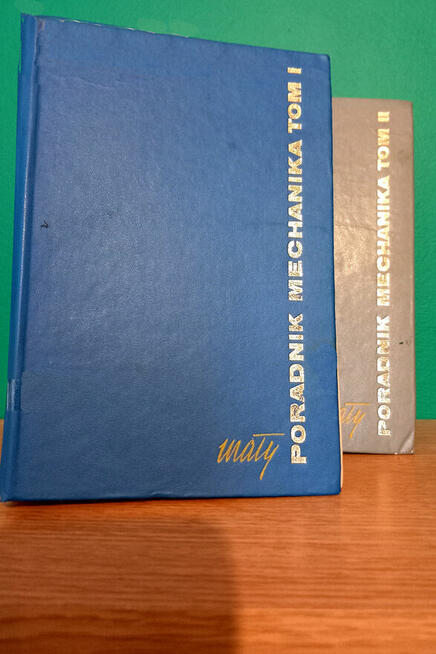 mały
PORADNIK MECHANIKA TOM I
mały
PORADNIK MECHANIKA TOM II